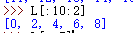 >>> L[:10:2]
[0, 2, 4, 6, 8]